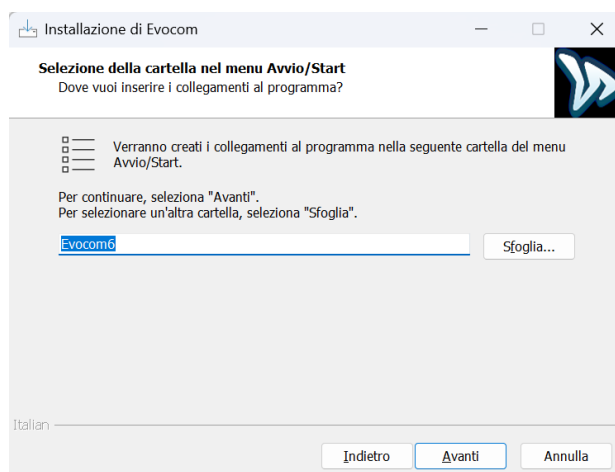 Installazione di Evocom
Selezione della cartella nel menu Avvio/Start
Dove vuoi inserire i collegamenti al programma?
Verranno creati i collegamenti al programma nella seguente cartella del menu
Avvio/Start.
Per continuare, seleziona "Avanti".
Per selezionare un'altra cartella, seleziona "Sfoglia".
Evocom6
Sfoglia...
Italian
Indietro
Avanti
Annulla